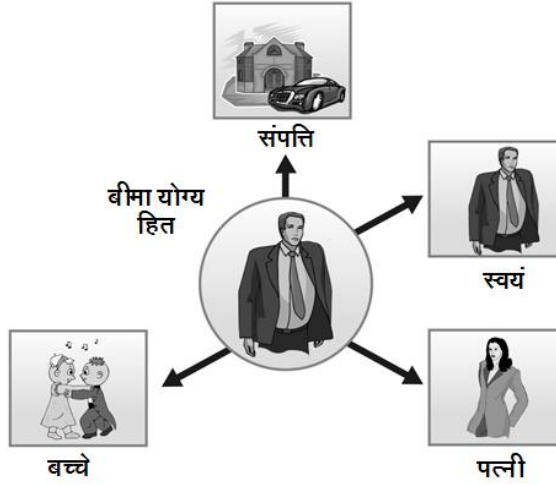 संपत्ति
बीमा योग्य
हित
स्वयं
बच्चे
पत्नी